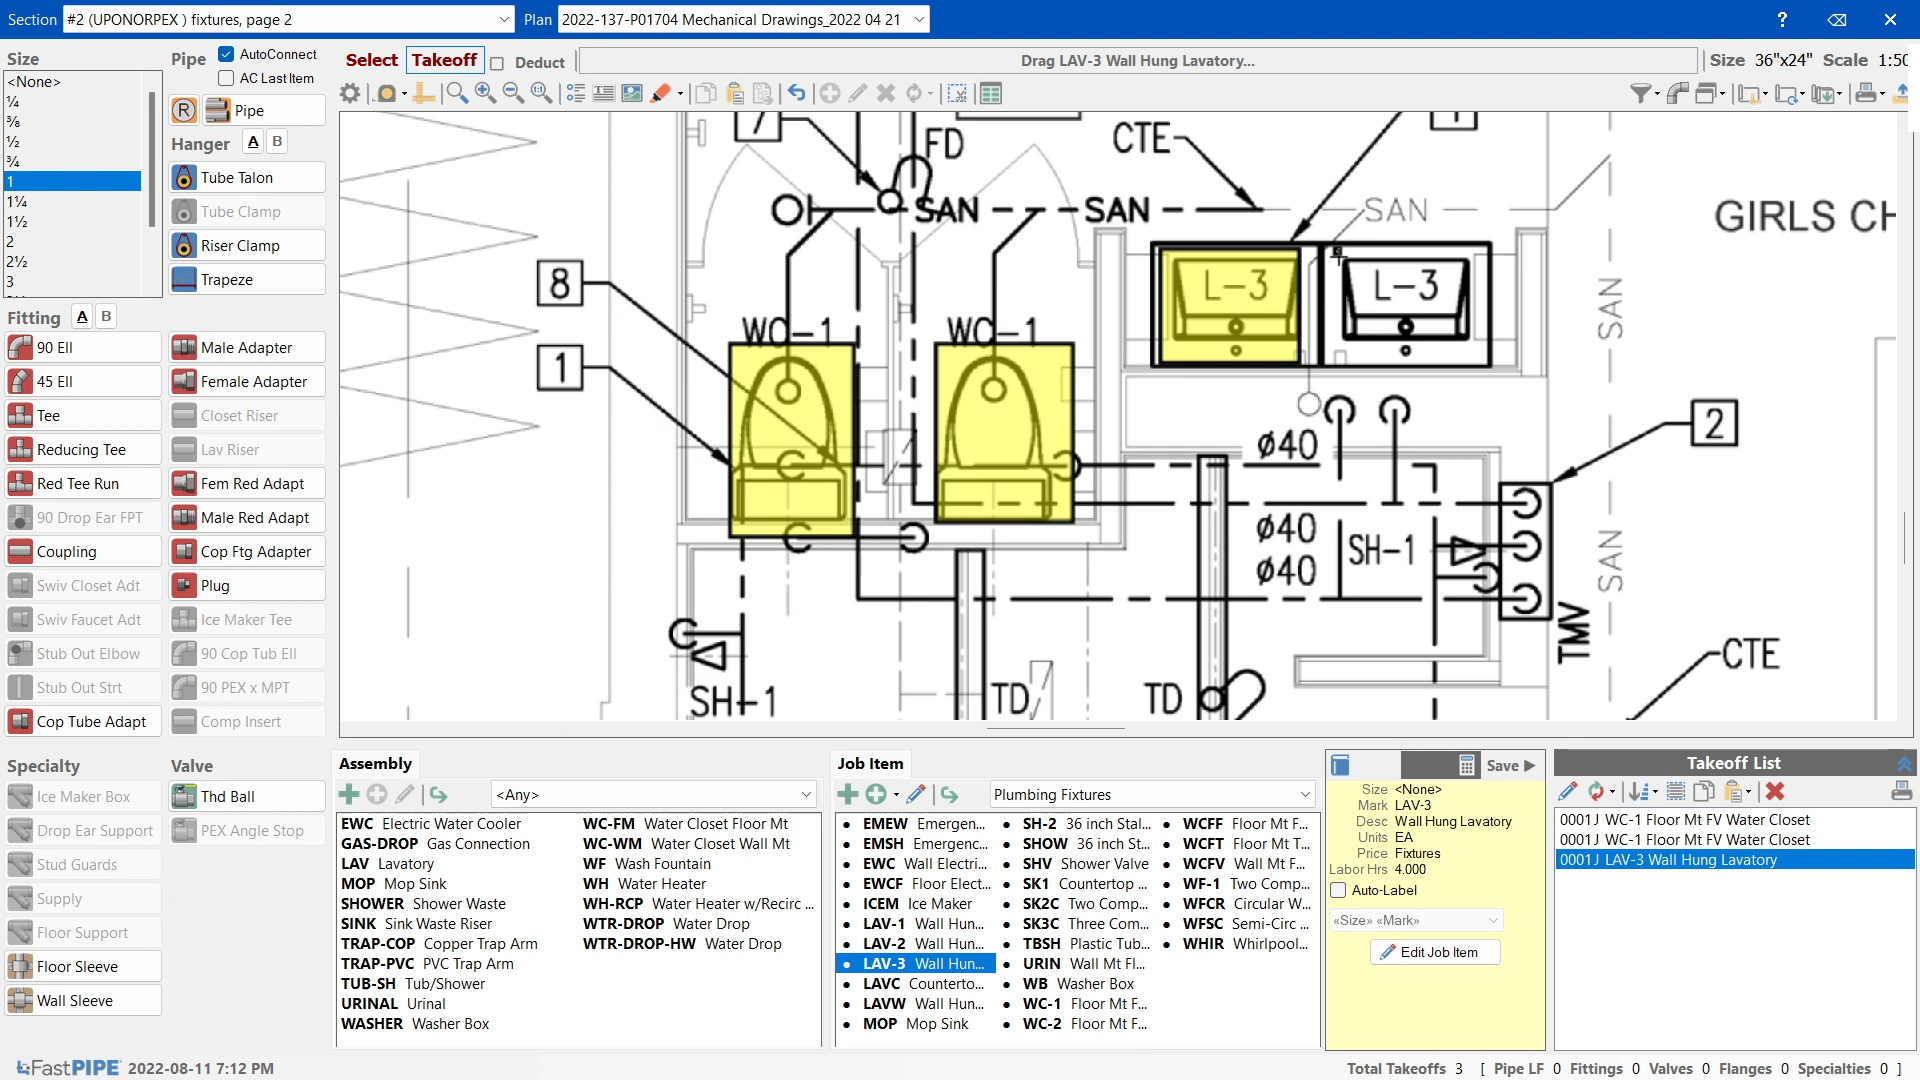 Section #2 (UPONORPEX ) fixtures, page 2 Plan 2022-137-P01704 Mechanical Drawings_2022 04 21 ?
Size Pipe AutoConnect AC Last Item
Select Takeoff Deduct Drag LAV-3 Wall Hung Lavatory... Size 36"x24" Scale 1:50
<None>
¼
⅜
½
¾
1
1¼
1½
2
2½
3
R Pipe
Hanger A B
Tube Talon
Tube Clamp
Riser Clamp
Trapeze
Fitting A B
90 Ell Male Adapter
45 Ell Female Adapter
Tee Closet Riser
Reducing Tee Lav Riser
Red Tee Run Fem Red Adapt
90 Drop Ear FPT Male Red Adapt
Coupling Cop Ftg Adapter
Swiv Closet Adt Plug
Swiv Faucet Adt Ice Maker Tee
Stub Out Elbow 90 Cop Tub Ell
Stub Out Strt 90 PEX x MPT
Cop Tube Adapt Comp Insert
7 FD CTE
SAN SAN SAN GIRLS CH
8 L-3 L-3 SAN
WC-1 WC-1
1
2
ø40
ø40 SH-1 SAN
ø40
TMV
CTE
SH-1 TD TD
Specialty Valve
Ice Maker Box Thd Ball
Drop Ear Support PEX Angle Stop
Stud Guards
Supply
Floor Support
Floor Sleeve
Wall Sleeve
Assembly
<Any>
EWC Electric Water Cooler
GAS-DROP Gas Connection
LAV Lavatory
MOP Mop Sink
SHOWER Shower Waste
SINK Sink Waste Riser
TRAP-COP Copper Trap Arm
TRAP-PVC PVC Trap Arm
TUB-SH Tub/Shower
URINAL Urinal
WASHER Washer Box
WC-FM Water Closet Floor Mt
WC-WM Water Closet Wall Mt
WF Wash Fountain
WH Water Heater
WH-RCP Water Heater w/Recirc ...
WTR-DROP Water Drop
WTR-DROP-HW Water Drop
Job Item
Plumbing Fixtures
• EMEW Emergen...
• EMSH Emergenc...
• EWC Wall Electri...
• EWCF Floor Elect...
• ICEM Ice Maker
• LAV-1 Wall Hun...
• LAV-2 Wall Hun...
• LAV-3 Wall Hun...
• LAVC Counterto...
• LAVW Wall Hun...
• MOP Mop Sink
• SH-2 36 inch Stal...
• SHOW 36 inch St...
• SHV Shower Valve
• SK1 Countertop ...
• SK2C Two Comp...
• SK3C Three Com...
• TBSH Plastic Tub...
• URIN Wall Mt Fl...
• WB Washer Box
• WC-1 Floor Mt F...
• WC-2 Floor Mt F...
• WCFF Floor Mt F...
• WCFT Floor Mt T...
• WCFV Wall Mt F...
• WF-1 Two Comp...
• WFCR Circular W...
• WFSC Semi-Circ ...
• WHIR Whirlpool...
Save
Size <None>
Mark LAV-3
Desc Wall Hung Lavatory
Units EA
Price Fixtures
Labor Hrs 4.000
Auto-Label
«Size» «Mark»
Edit Job Item
Takeoff List
0001J WC-1 Floor Mt FV Water Closet
0001J WC-1 Floor Mt FV Water Closet
0001J LAV-3 Wall Hung Lavatory
FastPIPE 2022-08-11 7:12 PM Total Takeoffs 3 [ Pipe LF 0 Fittings 0 Valves 0 Flanges 0 Specialties 0 ]